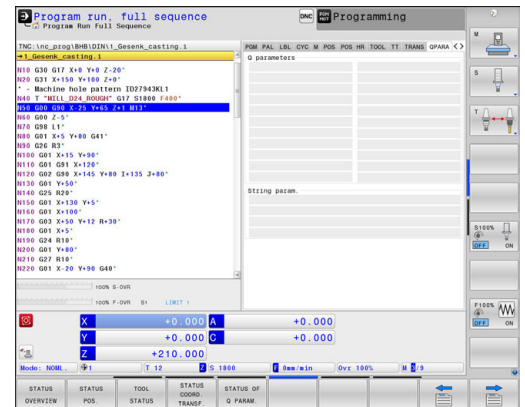 Program run, full sequence
Program Run Full Sequence
DNC
Programming
TNC:\nc_prog\BHB\DIN\1_Gesenk_casting.i
→1_Gesenk_casting.i
N10 G30 G17 X+0 Y+0 Z-20*
N20 G31 X+150 Y+100 Z+0*
* - Machine hole pattern ID27943KL1
N40 T "MILL_D24_ROUGH" G17 S1800 F400*
N50 G00 G90 X-25 Y+65 Z+1 M13*
N60 G00 Z-5*
N70 G98 L1*
N80 G01 X+5 Y+80 G41*
N90 G26 R3*
N100 G01 X+15 Y+90*
N110 G01 G91 X+120*
N120 G02 G90 X+145 Y+80 I+135 J+80*
N130 G01 Y+50*
N140 G25 R20*
N150 G01 X+130 Y+5*
N160 G01 X+100*
N170 G03 X+50 Y+12 R+30*
N180 G01 X+5*
N190 G24 R10*
N200 G01 Y+80*
N210 G27 R10*
N220 G01 X-20 Y+90 G40*
PGM PAL LBL CYC M POS POS HR TOOL TT TRANS QPARA
Q parameters
String param.
100% S-OVR
100% F-OVR S1 LIMIT 1
X +0.000 A +0.000
Y +0.000 C +0.000
Z +210.000
Mode: NOML. 1 T 12 Z S 1800 F 0mm/min Ovr 100% M 5/9
M
S
T
S100%
OFF ON
F100%
OFF ON
STATUS OVERVIEW
STATUS POS.
TOOL STATUS
STATUS COORD. TRANSF.
STATUS OF Q PARAM.